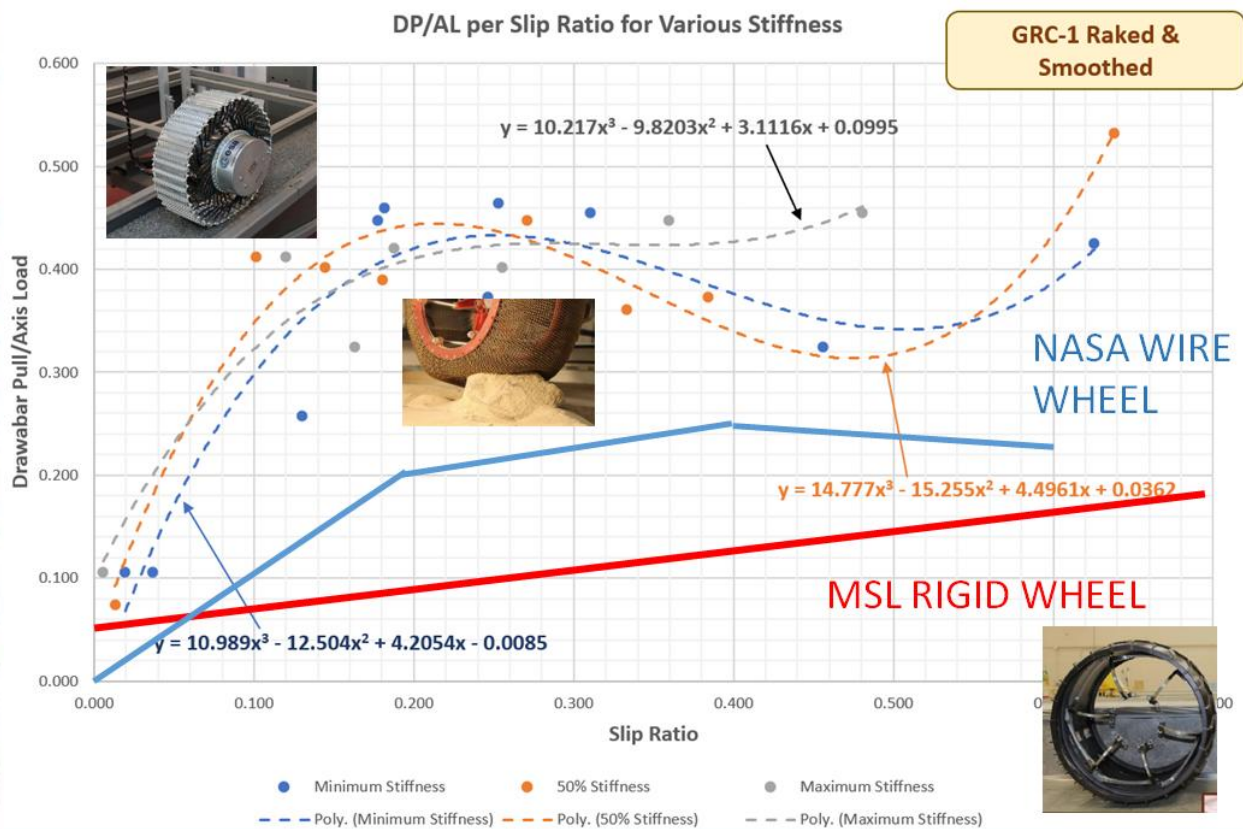 DP/AL per Slip Ratio for Various Stiffness
GRC-1 Raked &
Smoothed
0.600
0.500
0.400
0.300
0.200
0.100
0.000
Drawabar Pull/Axis Load
y = 10.217x³ - 9.8203x² + 3.1116x + 0.0995
NASA WIRE
WHEEL
y = 14.777x³ - 15.255x² + 4.4961x + 0.0362
MSL RIGID WHEEL
y = 10.989x³ - 12.504x² + 4.2054x - 0.0085
0.000 0.100 0.200 0.300 0.400 0.500
Slip Ratio
Minimum Stiffness 50% Stiffness Maximum Stiffness
Poly. (Minimum Stiffness) Poly. (50% Stiffness) Poly. (Maximum Stiffness)